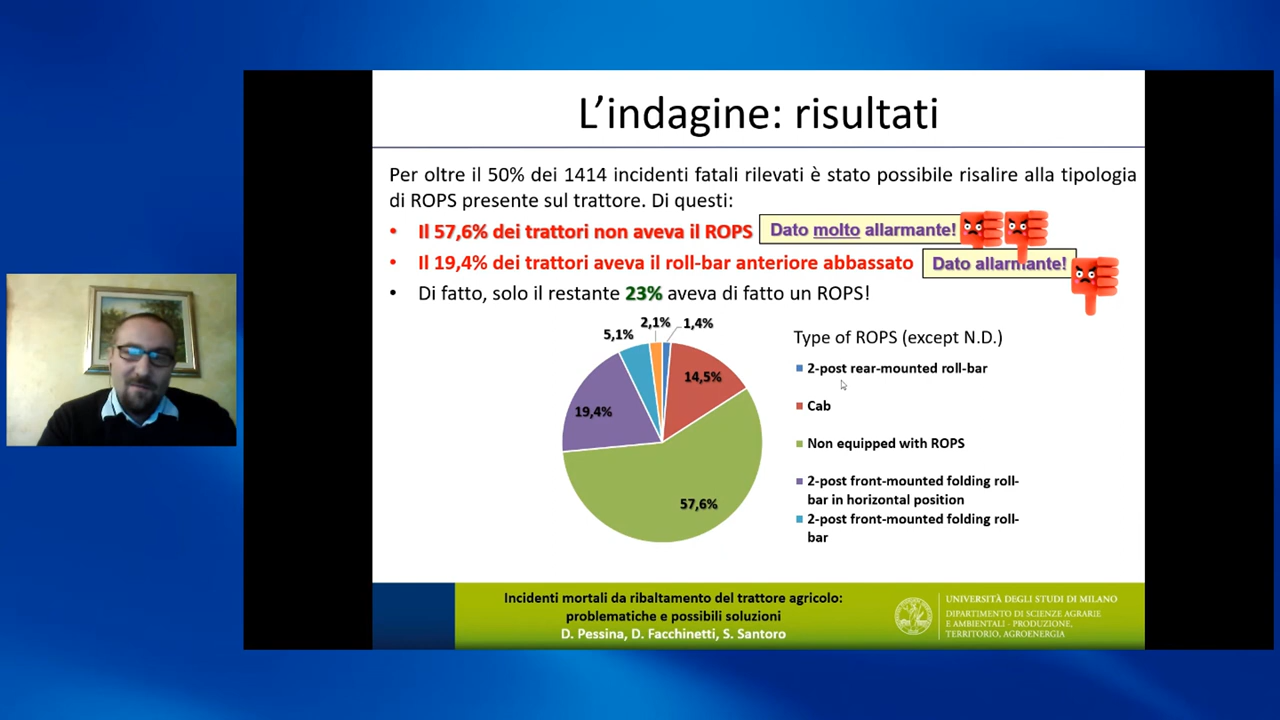 L'indagine: risultati
Per oltre il 50% dei 1414 incidenti fatali rilevati è stato possibile risalire alla tipologia
di ROPS presente sul trattore. Di questi:
• Il 57,6% dei trattori non aveva il ROPS
Dato molto allarmante!
• Il 19,4% dei trattori aveva il roll-bar anteriore abbassato
Dato allarmante!
• Di fatto, solo il restante 23% aveva di fatto un ROPS!
5,1%
2,1%
1,4%
14,5%
19,4%
57,6%
Type of ROPS (except N.D.)
2-post rear-mounted roll-bar
Cab
Non equipped with ROPS
2-post front-mounted folding roll-
bar in horizontal position
2-post front-mounted folding roll-
bar
Incidenti mortali da ribaltamento del trattore agricolo:
problematiche e possibili soluzioni
D. Pessina, D. Facchinetti, S. Santoro
UNIVERSITÀ DEGLI STUDI DI MILANO
DIPARTIMENTO DI SCIENZE AGRARIE
E AMBIENTALI - PRODUZIONE,
TERRITORIO, AGROENERGIA